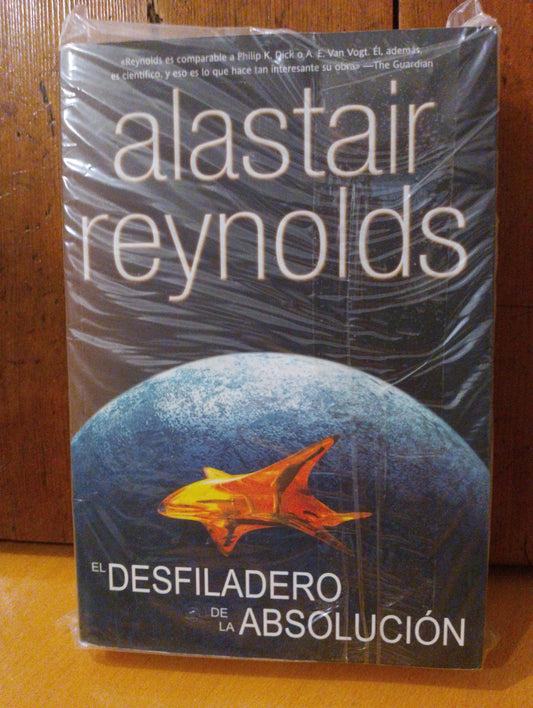 «Reynolds es comparable a Philip K. Dick o A. E. Van Vogt. Él, además,
es científico, y eso es lo que hace tan interesante su obra» —The Guardian
alastair
reynolds
EL DESFILADERO
DE LA ABSOLUCIÓN